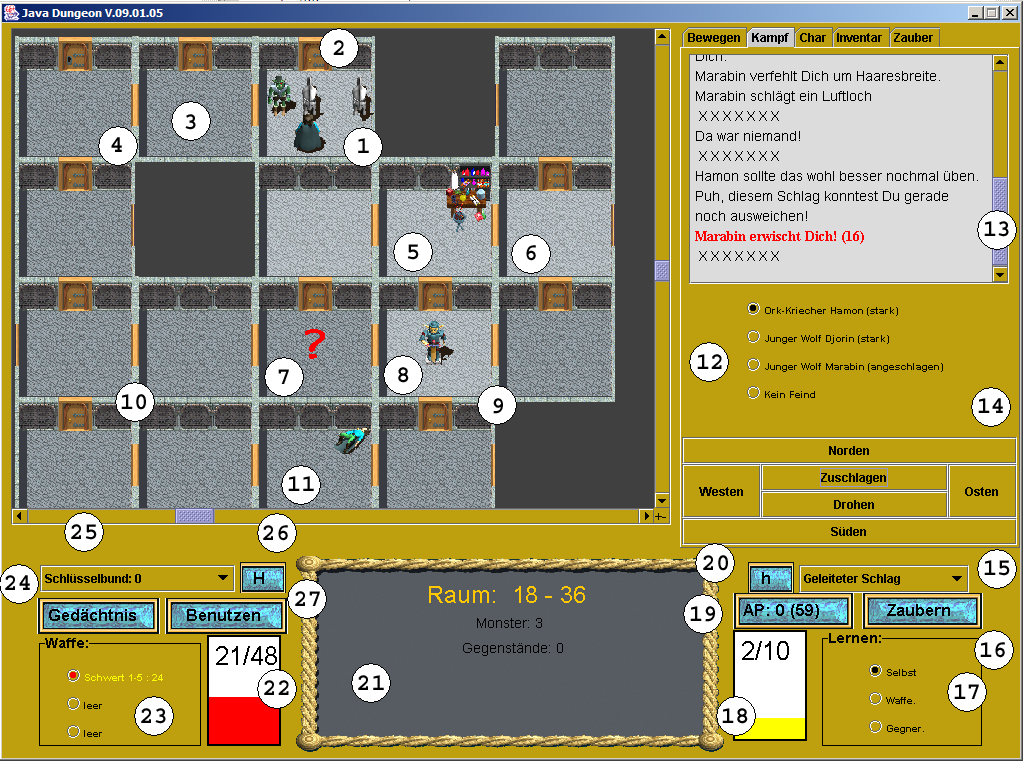 Java Dungeon V.09.01.05
Bewegen Kampf Char Inventar Zauber
Dich.
Marabin verfehlt Dich um Haaresbreite.
Marabin schlägt ein Luftloch
X X X X X X X
Da war niemand!
X X X X X X X
Hamon sollte das wohl besser nochmal üben.
Puh, diesem Schlag konntest Du gerade
noch ausweichen!
Marabin erwischt Dich! (16)
X X X X X X X
2
3
4
1
5
6
13
Ork-Kriecher Hamon (stark)
Junger Wolf Djorin (stark)
Junger Wolf Marabin (angeschlagen)
Kein Feind
12
14
?
7
8
10
9
11
Norden
Westen
Zuschlagen
Drohen
Osten
Süden
+-
25
26
24
Schlüsselbund: 0
H
27
Gedächtnis
Benutzen
Waffe:
Schwert 1-5 : 24
leer
leer
23
21/48
22
Raum: 18 - 36
Monster: 3
Gegenstände: 0
21
20
h
Geleiteter Schlag
15
19
AP: 0 (59)
Zaubern
2/10
18
Lernen:
Selbst
Waffe.
Gegner.
16
17